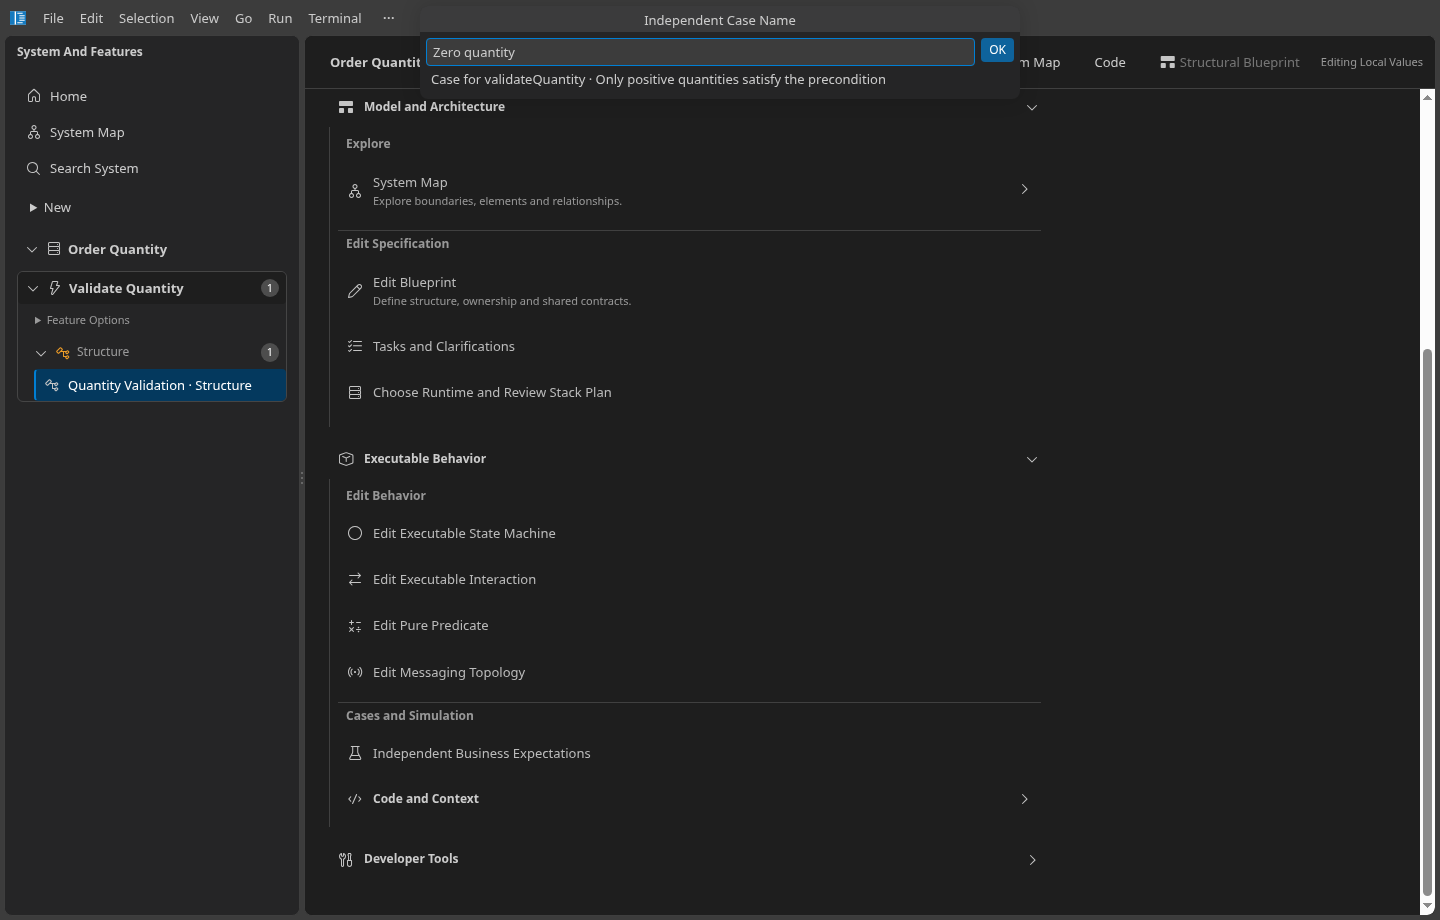 File Edit Selection View Go Run Terminal ···
Independent Case Name
Zero quantity
OK
Case for validateQuantity · Only positive quantities satisfy the precondition
System And Features
Home
System Map
Search System
New
Order Quantity
Validate Quantity 1
Feature Options
Structure 1
Quantity Validation · Structure
Code
Structural Blueprint
Editing Local Values
Model and Architecture
Explore
System Map
Explore boundaries, elements and relationships.
Edit Specification
Edit Blueprint
Define structure, ownership and shared contracts.
Tasks and Clarifications
Choose Runtime and Review Stack Plan
Executable Behavior
Edit Behavior
Edit Executable State Machine
Edit Executable Interaction
Edit Pure Predicate
Edit Messaging Topology
Cases and Simulation
Independent Business Expectations
Code and Context
Developer Tools